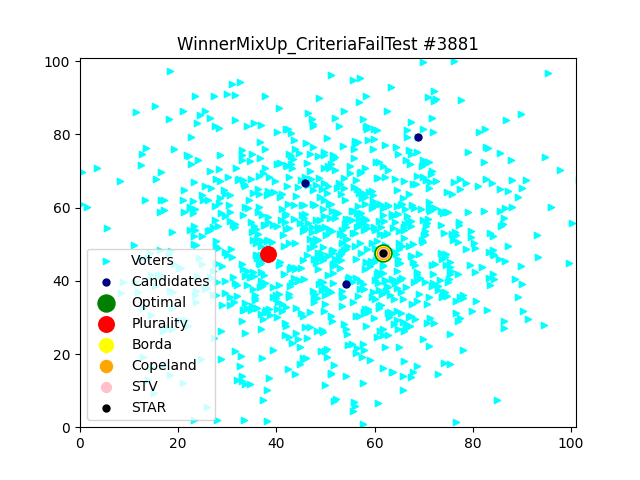 WinnerMixUp_CriteriaFailTest #3881
100
80
60
40
20
0
Voters
Candidates
Optimal
Plurality
Borda
Copeland
STV
STAR
0 20 40 60 80 100